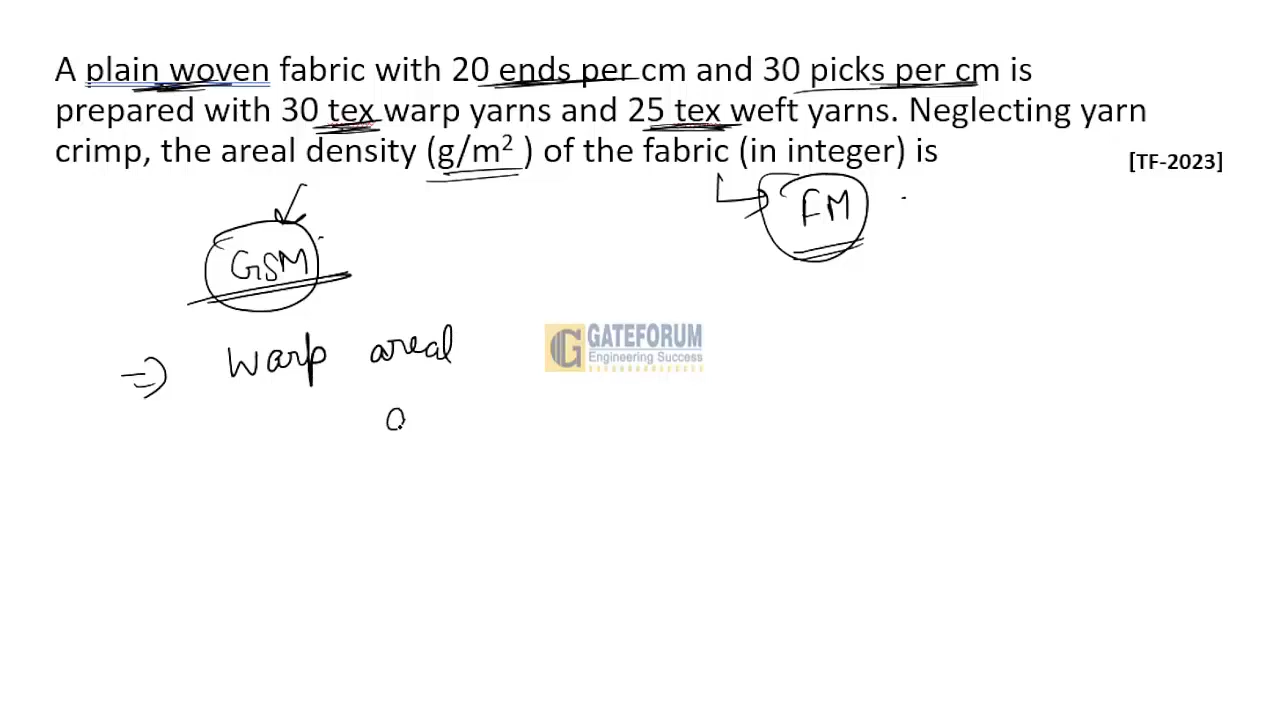 A plain woven fabric with 20 ends per cm and 30 picks per cm is
prepared with 30 tex warp yarns and 25 tex weft yarns. Neglecting yarn
crimp, the areal density (g/m² ) of the fabric (in integer) is
[TF-2023]
FM
GSM
GATEFORUM
Engineering Success
=> Warp areal